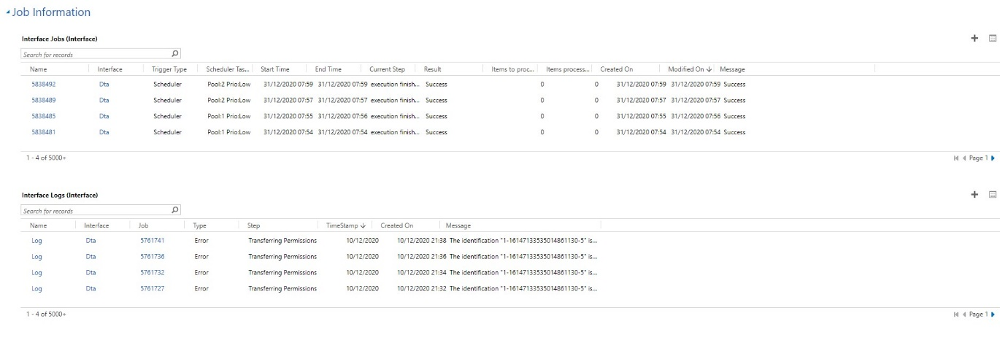 Job Information
Interface Jobs (Interface)
Search for records
Name Interface Trigger Type Scheduler Tas... Start Time End Time Current Step Result Items to proc... Items process... Created On Modified On ↓ Message
5838492 Dta Scheduler Pool:2 Prio:Low 31/12/2020 07:59 31/12/2020 07:59 execution finish... Success 0 0 31/12/2020 07:59 31/12/2020 07:59 Success
5838489 Dta Scheduler Pool:2 Prio:Low 31/12/2020 07:57 31/12/2020 07:57 execution finish... Success 0 0 31/12/2020 07:57 31/12/2020 07:57 Success
5838485 Dta Scheduler Pool:1 Prio:Low 31/12/2020 07:55 31/12/2020 07:56 execution finish... Success 0 0 31/12/2020 07:55 31/12/2020 07:56 Success
5838481 Dta Scheduler Pool:1 Prio:Low 31/12/2020 07:54 31/12/2020 07:54 execution finish... Success 0 0 31/12/2020 07:54 31/12/2020 07:54 Success
1 - 4 of 5000+ Page 1
Interface Logs (Interface)
Search for records
Name Interface Job Type Step TimeStamp ↓ Created On Message
Log Dta 5761741 Error Transferring Permissions 10/12/2020 10/12/2020 21:38 The identification "1-16147133535014861130-5" is...
Log Dta 5761736 Error Transferring Permissions 10/12/2020 10/12/2020 21:36 The identification "1-16147133535014861130-5" is...
Log Dta 5761732 Error Transferring Permissions 10/12/2020 10/12/2020 21:34 The identification "1-16147133535014861130-5" is...
Log Dta 5761727 Error Transferring Permissions 10/12/2020 10/12/2020 21:32 The identification "1-16147133535014861130-5" is...
1 - 4 of 5000+ Page 1